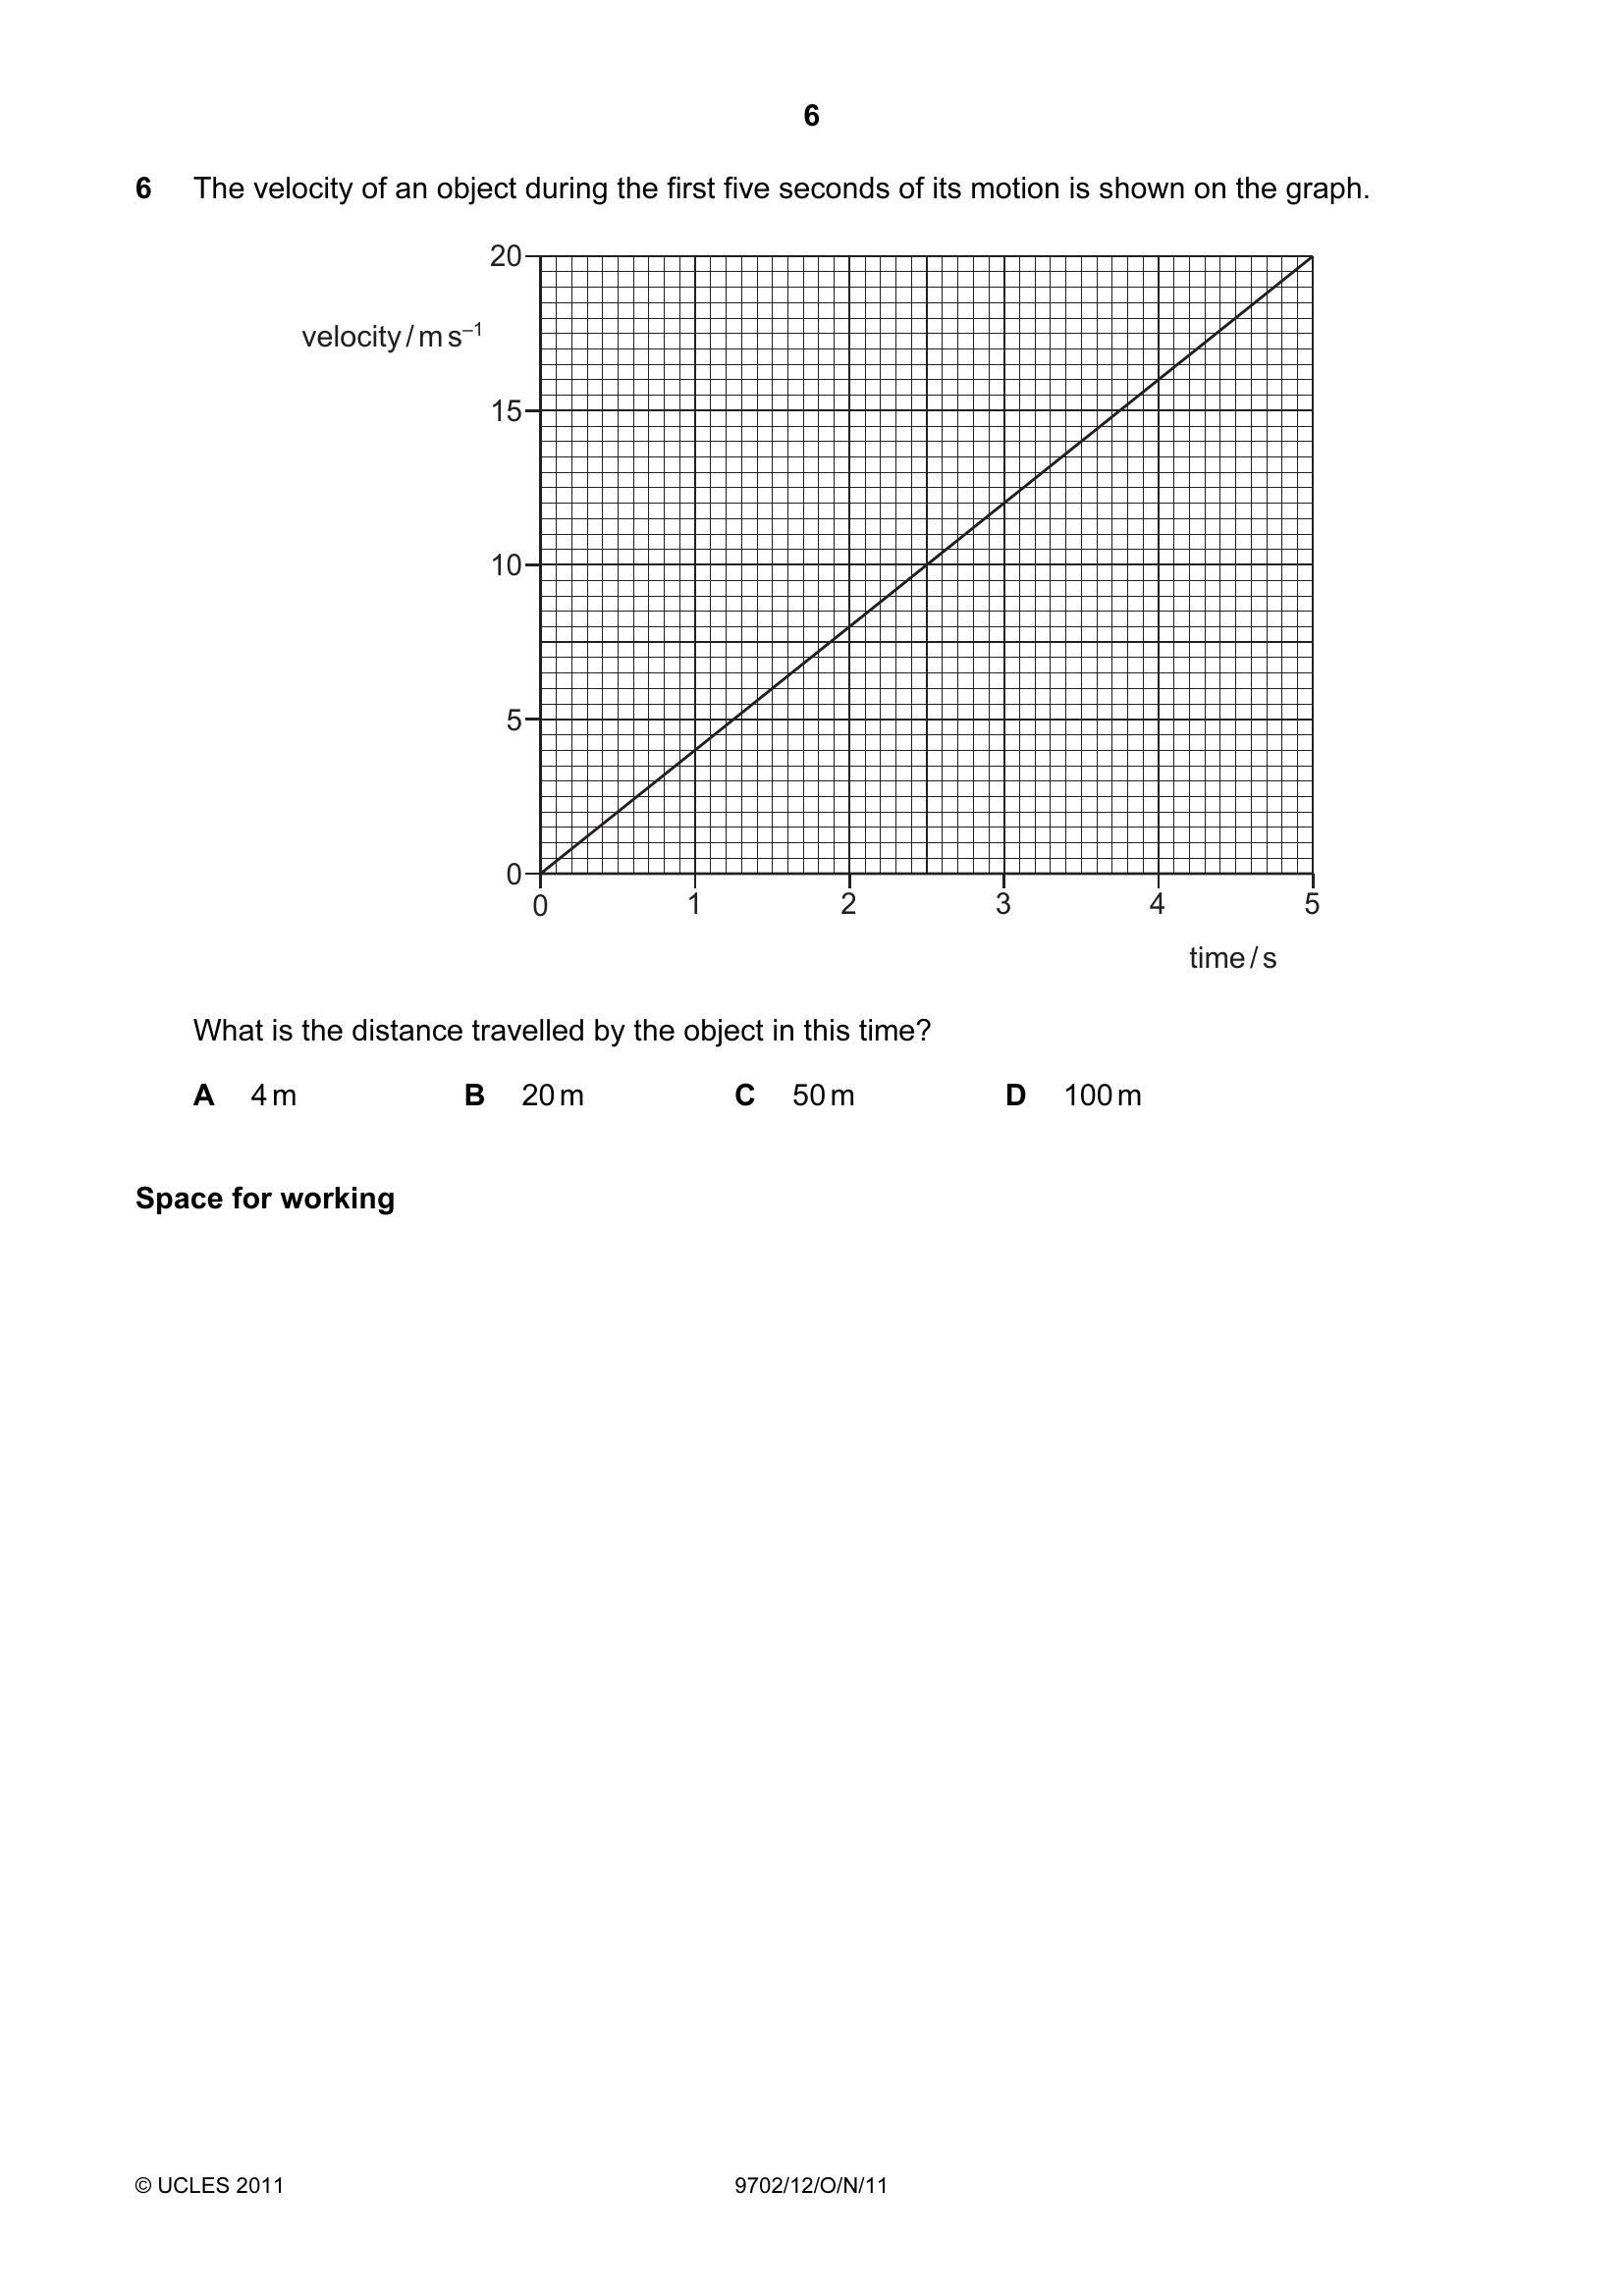 6
6 The velocity of an object during the first five seconds of its motion is shown on the graph.
20
velocity / m s⁻¹
15
10
5
0
0 1 2 3 4 5
time / s
What is the distance travelled by the object in this time?
A 4 m B 20 m C 50 m D 100 m
Space for working
© UCLES 2011 9702/12/O/N/11